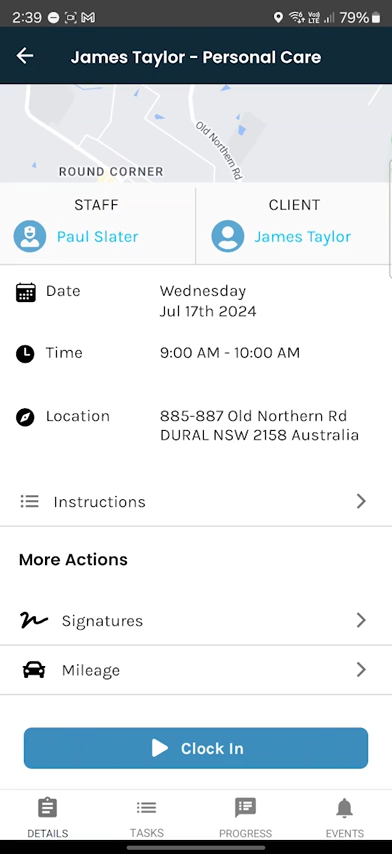 2:39
79%
James Taylor - Personal Care
Old Northern Rd
ROUND CORNER
STAFF
Paul Slater
CLIENT
James Taylor
Date
Wednesday
Jul 17th 2024
Time
9:00 AM - 10:00 AM
Location
885-887 Old Northern Rd
DURAL NSW 2158 Australia
Instructions
More Actions
Signatures
Mileage
Clock In
DETAILS
TASKS
PROGRESS
EVENTS